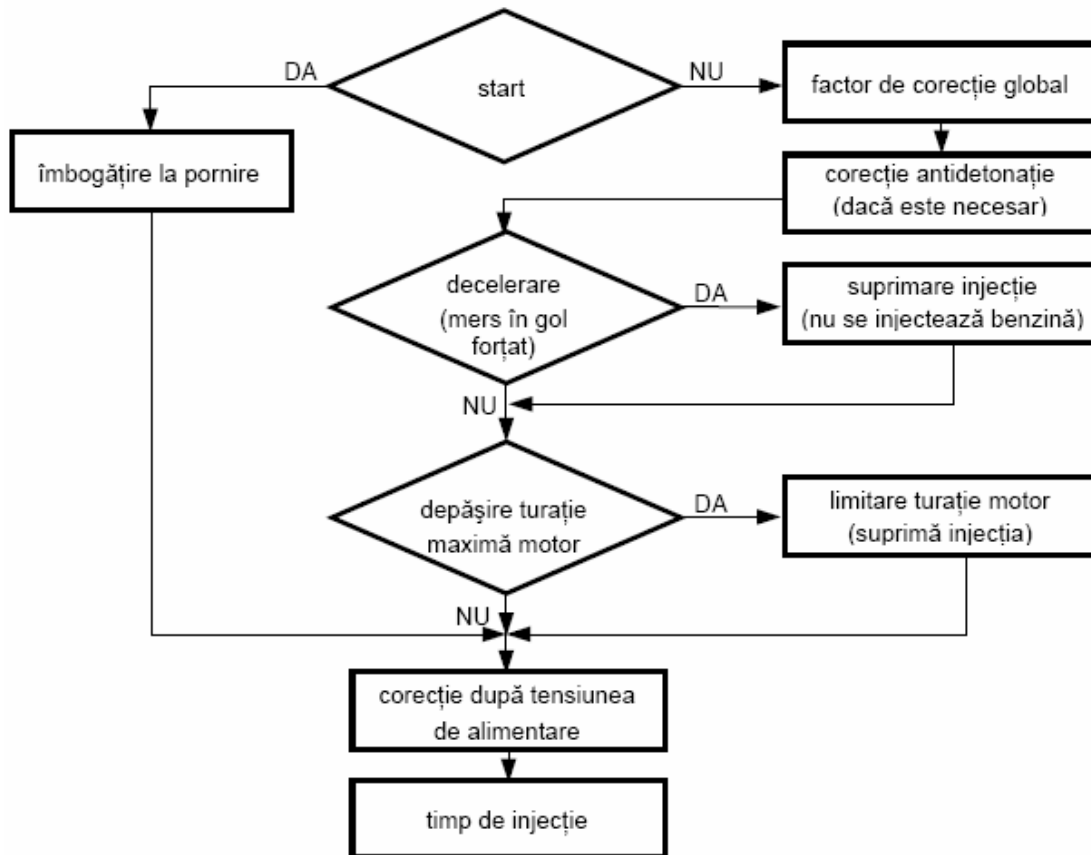 DA
start
NU
factor de corecție global
îmbogățire la pornire
corecție antidetonație
(dacă este necesar)
decelerare
(mers în gol
forțat)
DA
suprimare injecție
(nu se injectează benzină)
NU
depăşire turație
maximă motor
DA
limitare turație motor
(suprimă injecția)
NU
corecție după tensiunea
de alimentare
timp de injecție